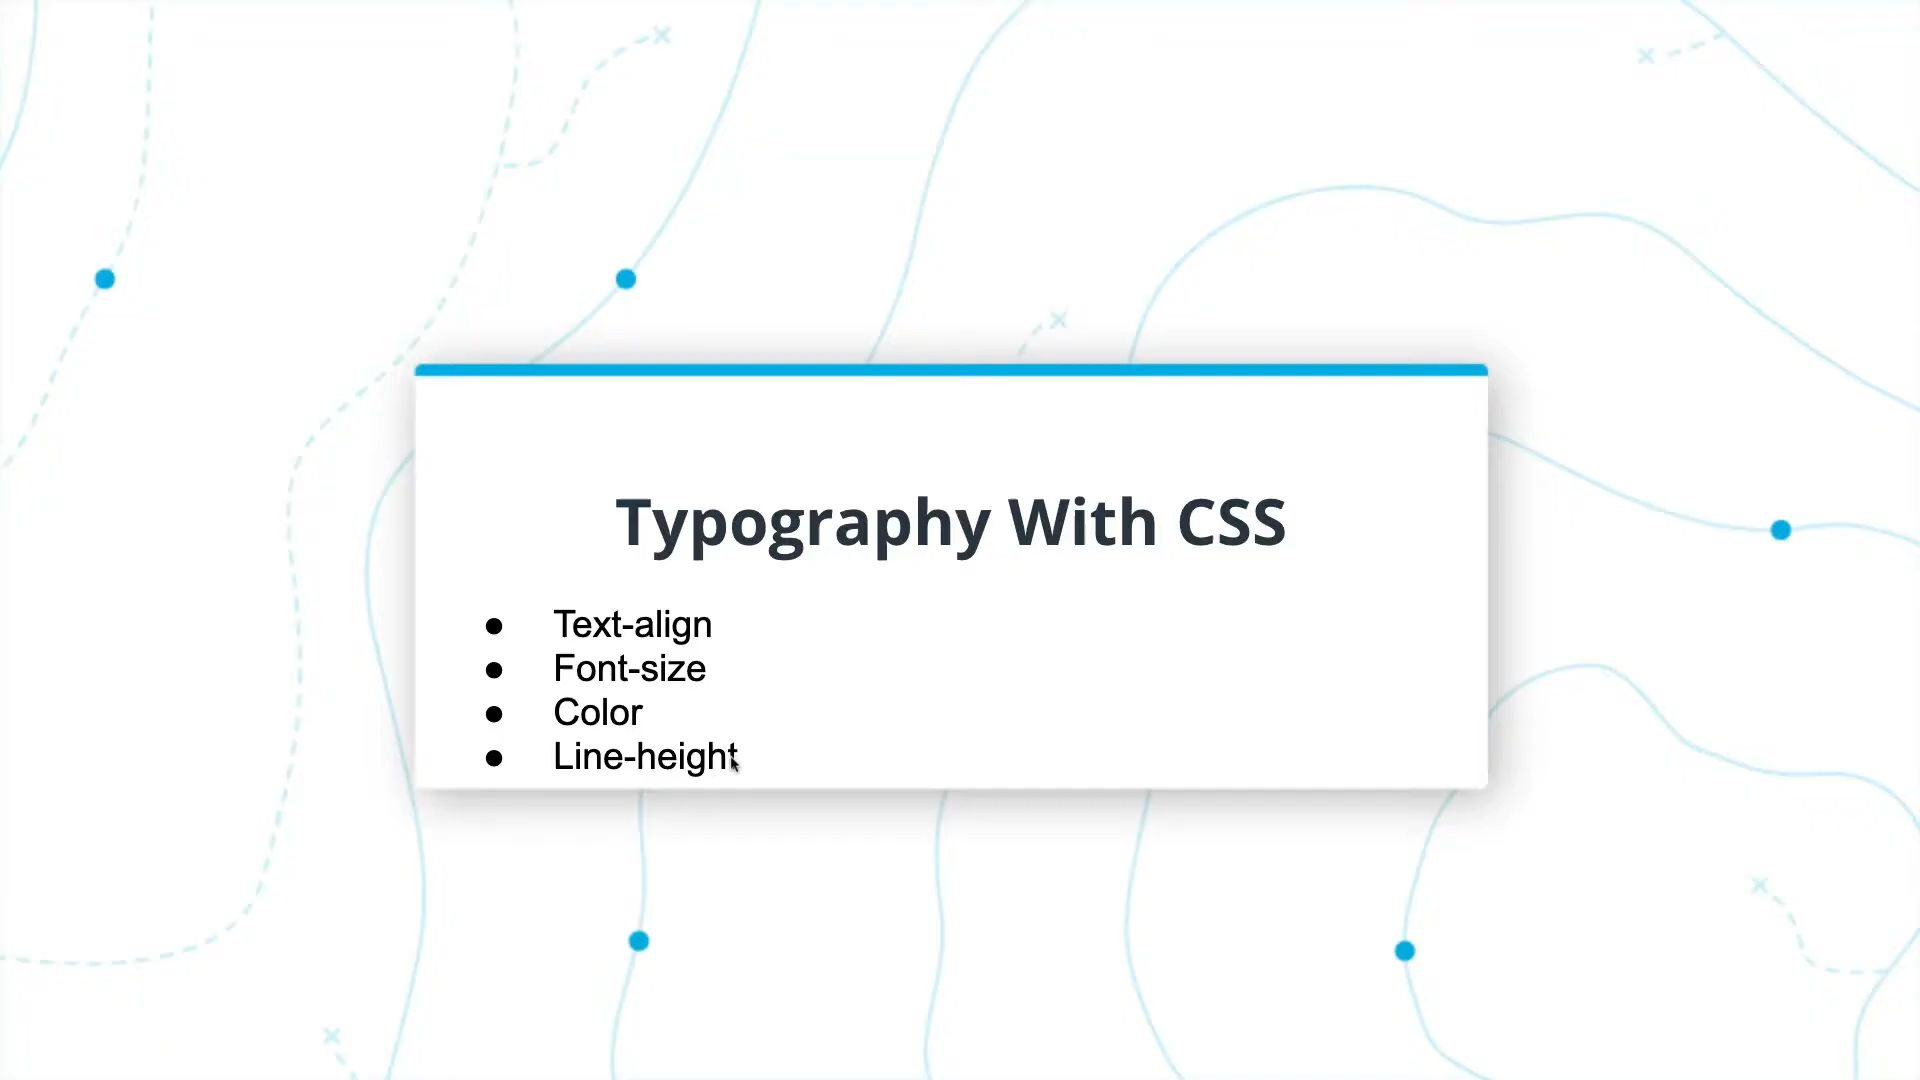 Typography With CSS
● Text-align
● Font-size
● Color
● Line-height